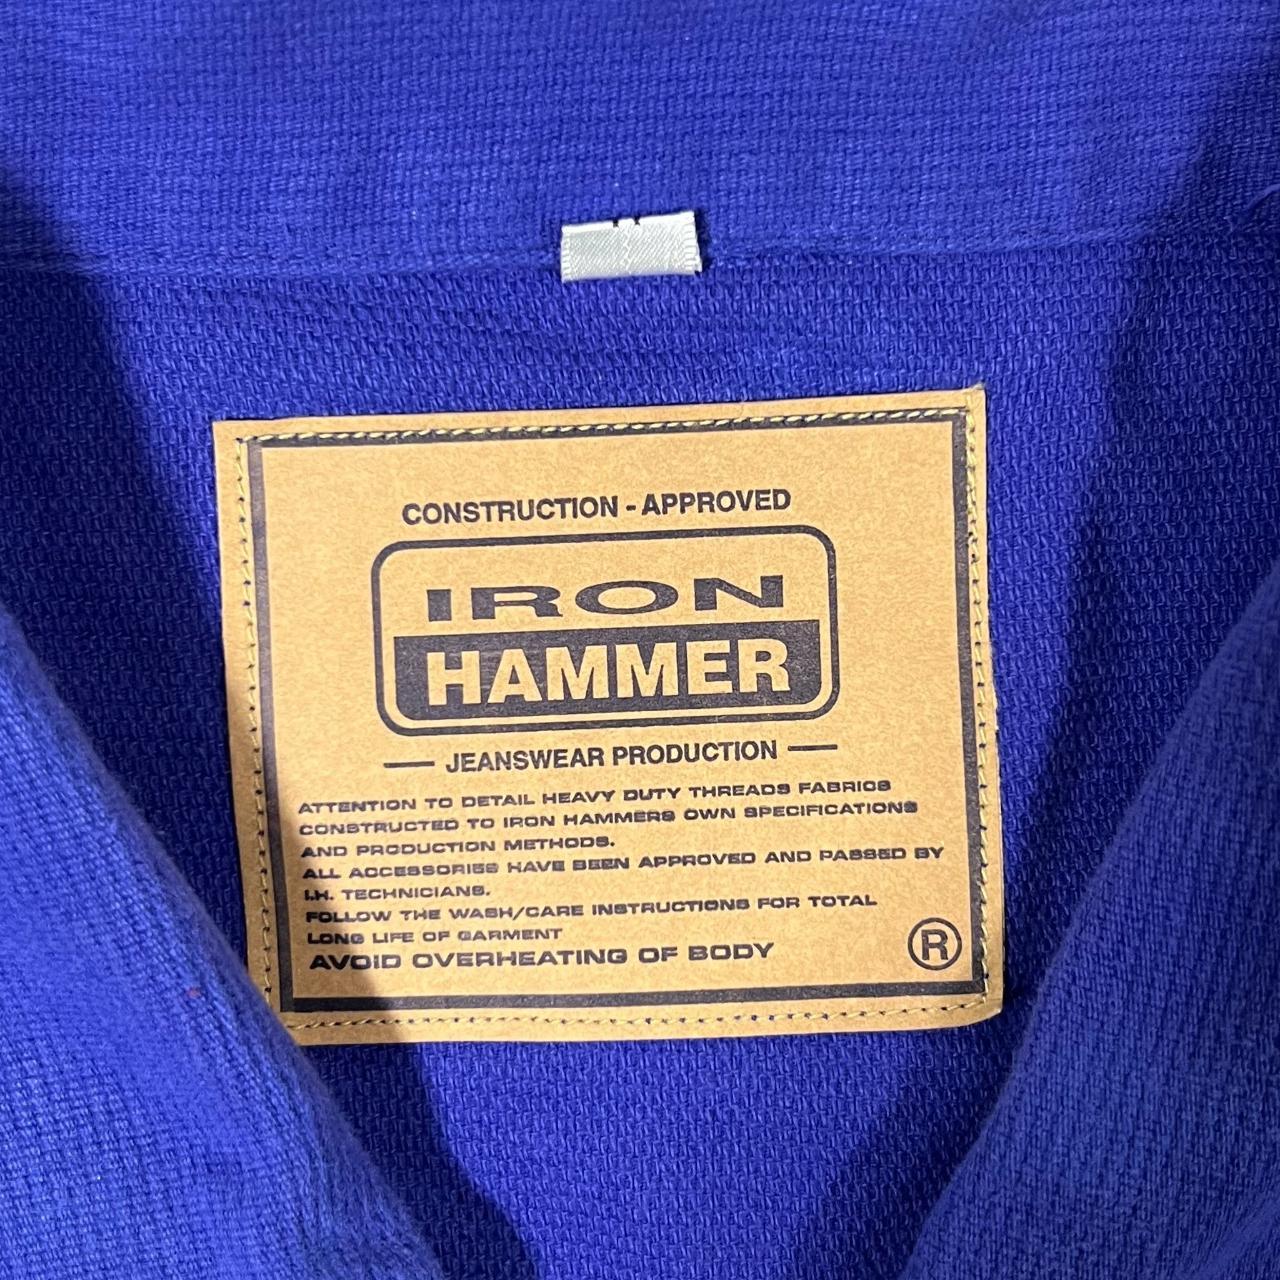 CONSTRUCTION - APPROVED
IRON
HAMMER
JEANSWEAR PRODUCTION
ATTENTION TO DETAIL HEAVY DUTY THREADS FABRICS
CONSTRUCTED TO IRON HAMMERS OWN SPECIFICATIONS
AND PRODUCTION METHODS.
ALL ACCESSORIES HAVE BEEN APPROVED AND PASSED BY
I.H. TECHNICIANS.
FOLLOW THE WASH/CARE INSTRUCTIONS FOR TOTAL
LONG LIFE OF GARMENT
AVOID OVERHEATING OF BODY
®